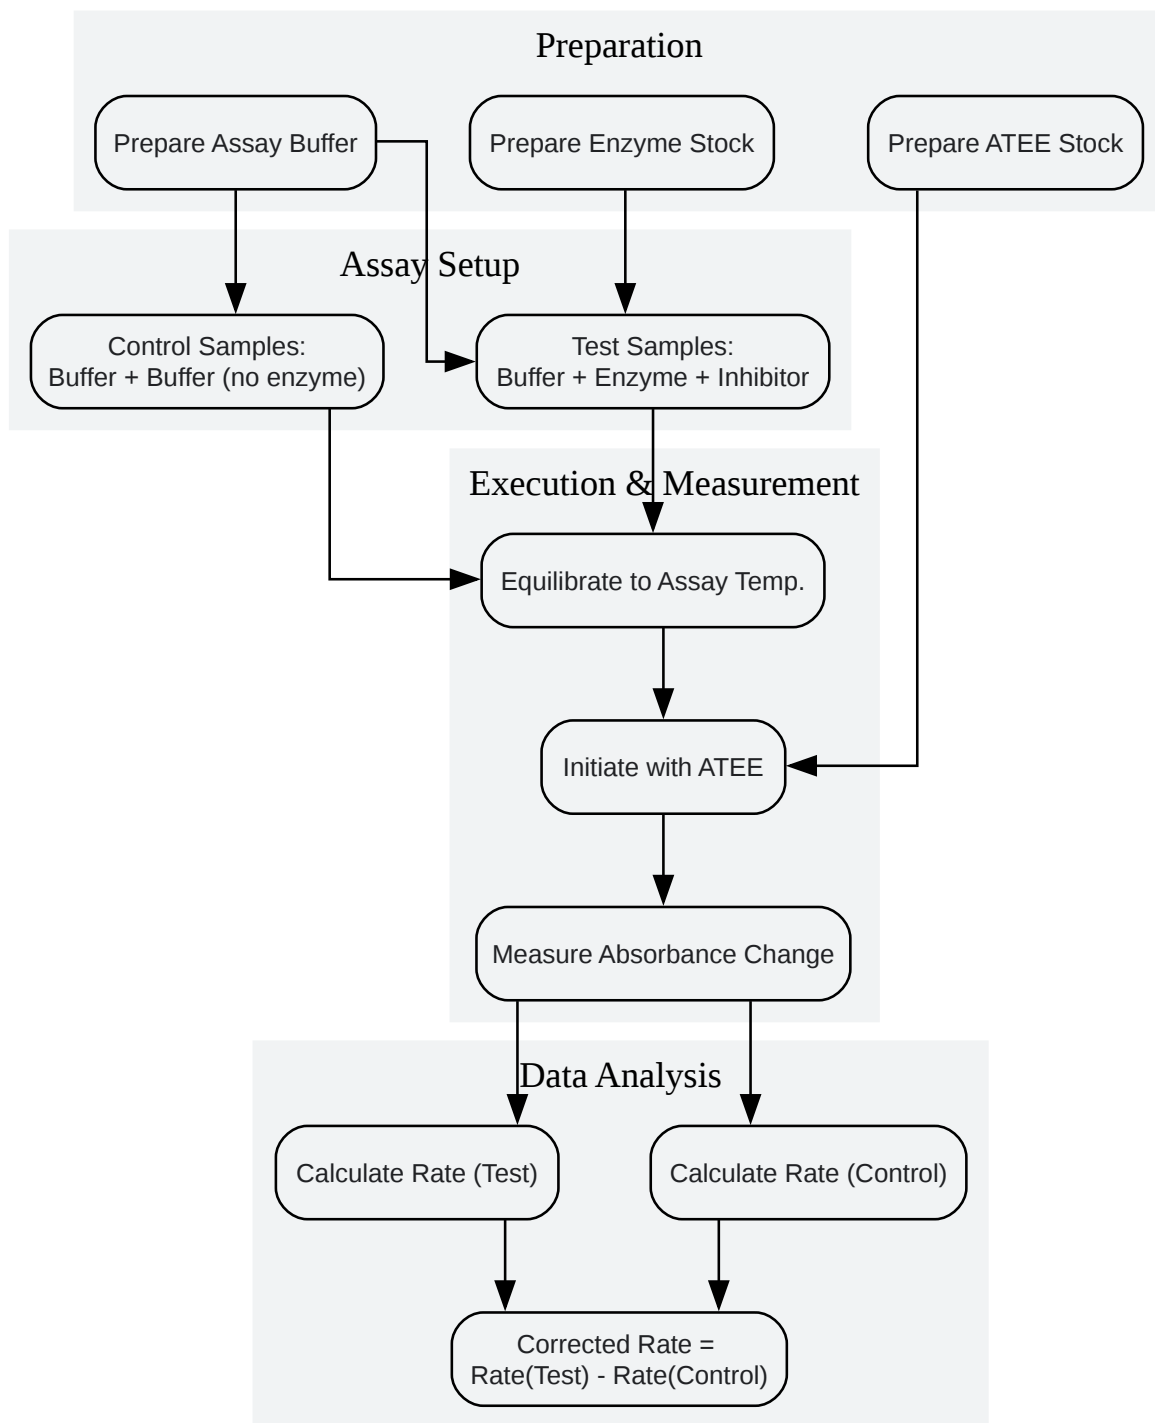 Preparation
Prepare Assay Buffer
Prepare Enzyme Stock
Prepare ATEE Stock
Assay Setup
Control Samples:
Buffer + Buffer (no enzyme)
Test Samples:
Buffer + Enzyme + Inhibitor
Execution & Measurement
Equilibrate to Assay Temp.
Initiate with ATEE
Measure Absorbance Change
Data Analysis
Calculate Rate (Test)
Calculate Rate (Control)
Corrected Rate =
Rate(Test) - Rate(Control)